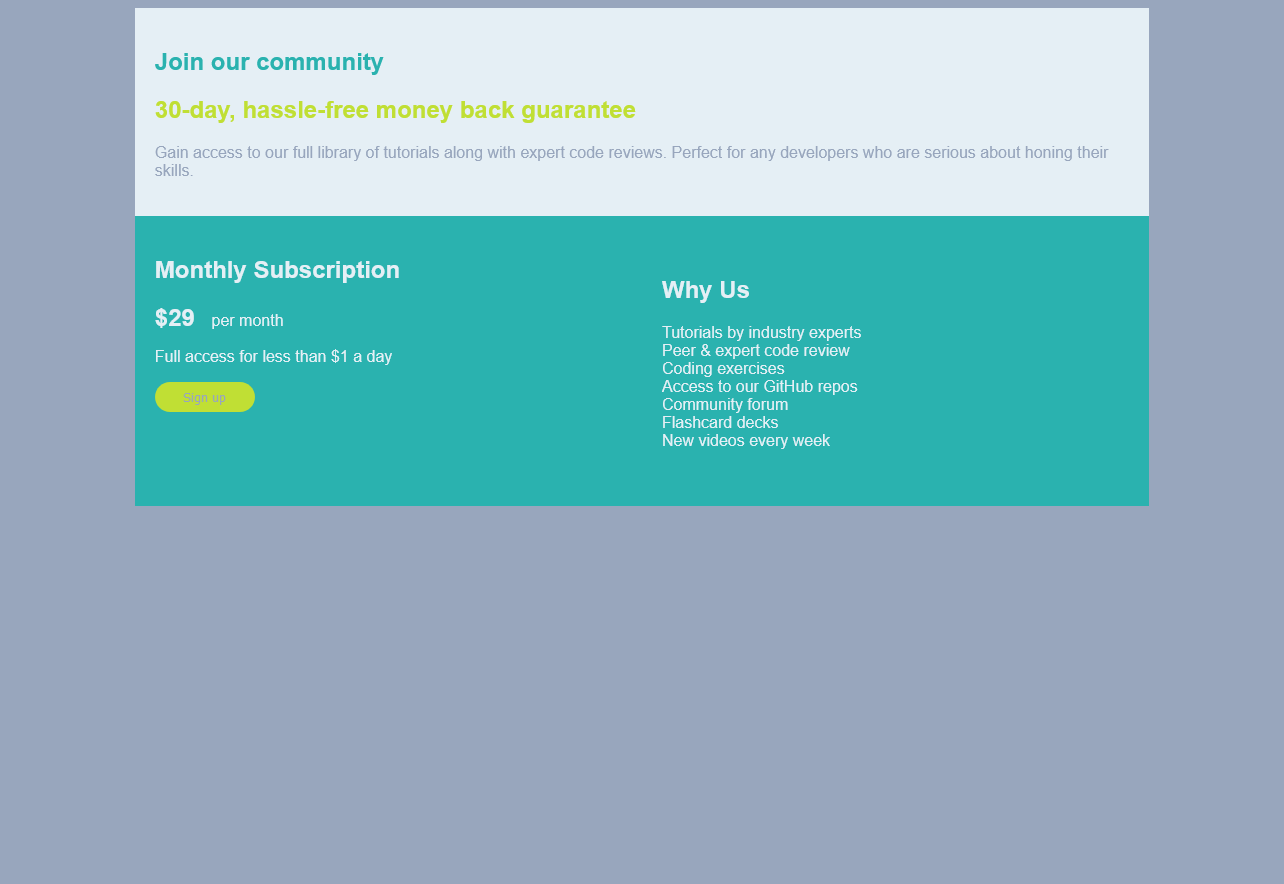 Join our community
30-day, hassle-free money back guarantee
Gain access to our full library of tutorials along with expert code reviews. Perfect for any developers who are serious about honing their
skills.
Monthly Subscription
$29 per month
Full access for less than $1 a day
Sign up
Why Us
Tutorials by industry experts
Peer & expert code review
Coding exercises
Access to our GitHub repos
Community forum
Flashcard decks
New videos every week